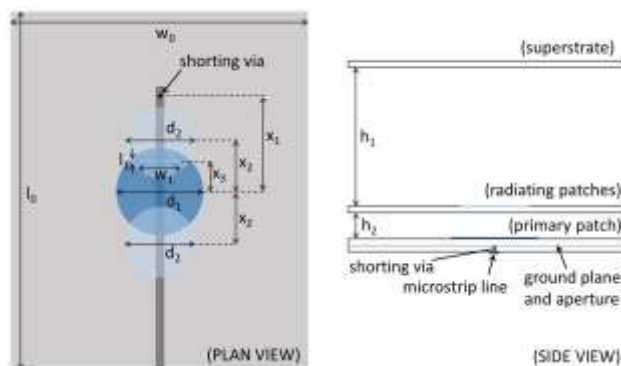 w₀
shorting via
d₂
x₁
l₁
x₂
w₁
x₃
d₁
l₀
x₂
d₂
(PLAN VIEW)
(superstrate)
h₁
(radiating patches)
h₂
(primary patch)
shorting via
microstrip line
ground plane
and aperture
(SIDE VIEW)